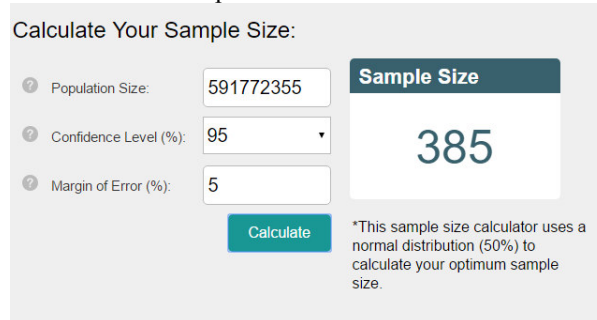 Calculate Your Sample Size:
? Population Size: 591772355
? Confidence Level (%): 95
? Margin of Error (%): 5
Calculate
Sample Size
385
*This sample size calculator uses a
normal distribution (50%) to
calculate your optimum sample
size.